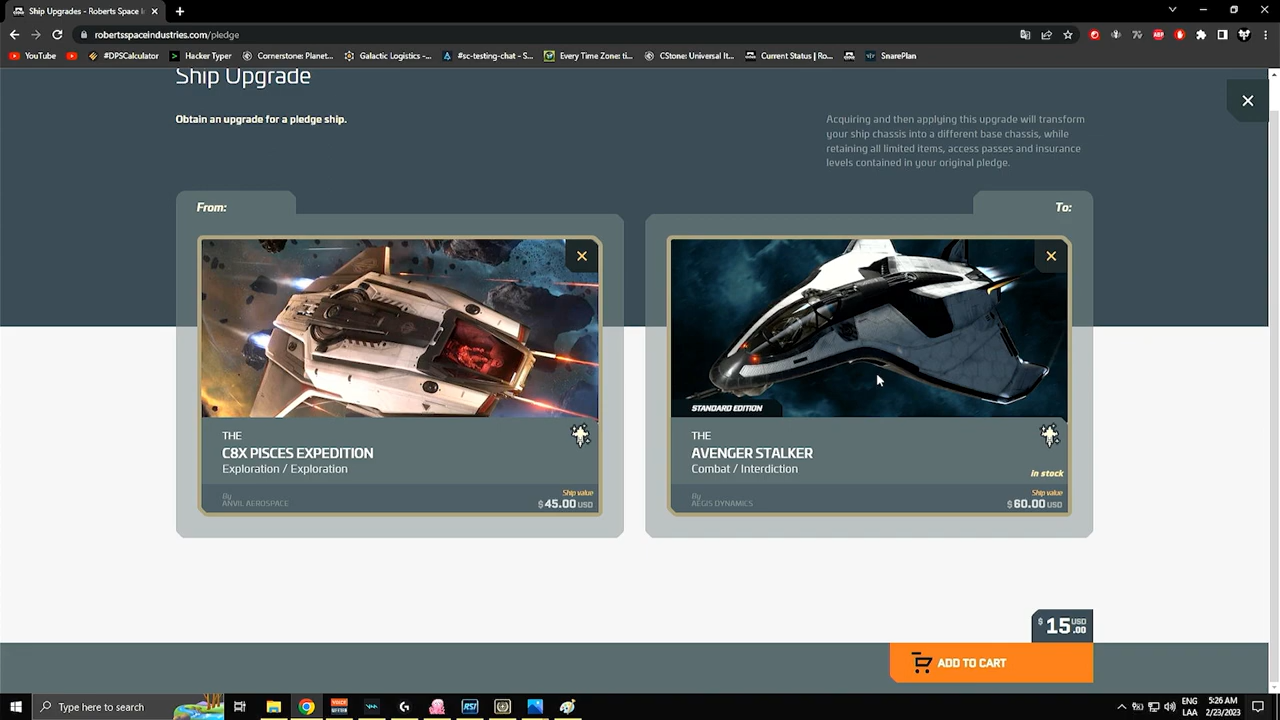 Ship Upgrades - Roberts Space I
robertsspaceindustries.com/pledge
YouTube
#DPSCalculator
Hacker Typer
Cornerstone: Planet...
Galactic Logistics -...
#sc-testing-chat - S...
Every Time Zone: ti...
CStone: Universal It...
Current Status | Ro...
SnarePlan
Ship Upgrade
Obtain an upgrade for a pledge ship.
Acquiring and then applying this upgrade will transform
your ship chassis into a different base chassis, while
retaining all limited items, access passes and insurance
levels contained in your original pledge.
From:
THE
C8X PISCES EXPEDITION
Exploration / Exploration
By
ANVIL AEROSPACE
Ship value
$45.00 USD
To:
STANDARD EDITION
THE
AVENGER STALKER
Combat / Interdiction
in stock
By
AEGIS DYNAMICS
Ship value
$60.00 USD
$15.00 USD
ADD TO CART
Type here to search
VOICE
RSI
ENG
LAA
5:26 AM
2/23/2023